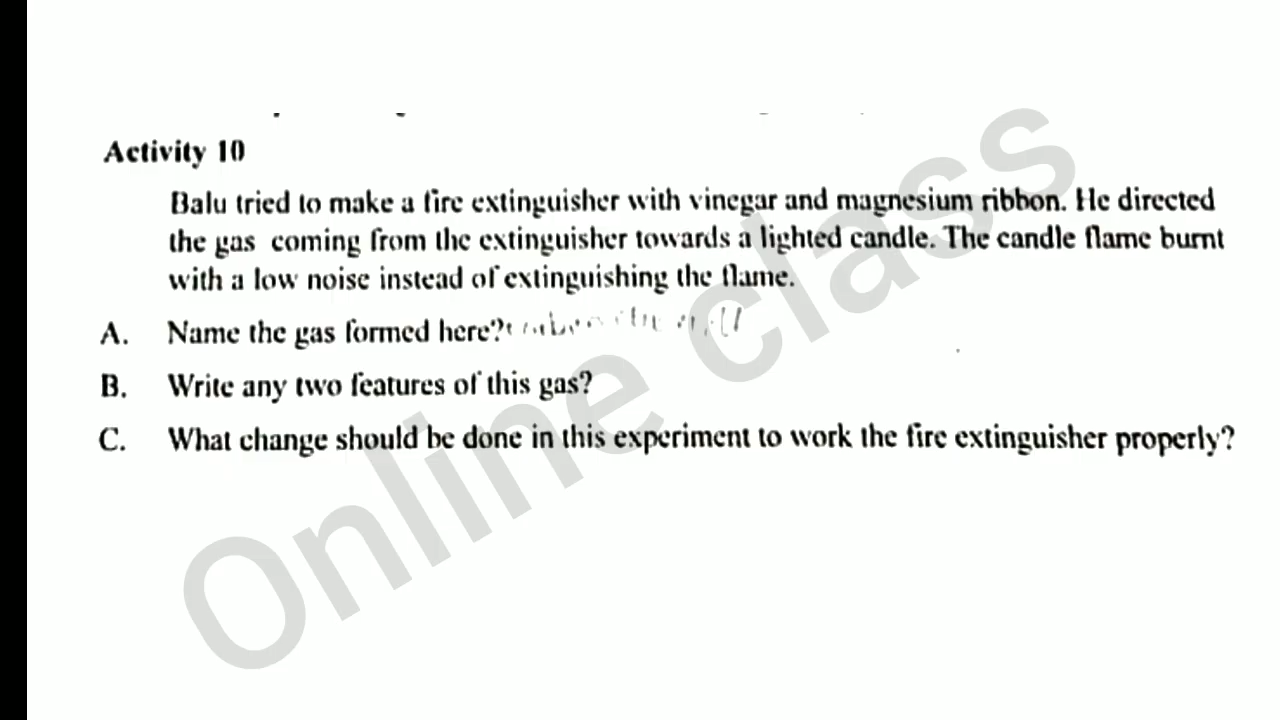 Activity 10
Balu tried to make a fire extinguisher with vinegar and magnesium ribbon. He directed
the gas coming from the extinguisher towards a lighted candle. The candle flame burnt
with a low noise instead of extinguishing the flame.
A. Name the gas formed here?
B. Write any two features of this gas?
C. What change should be done in this experiment to work the fire extinguisher properly?
Online class